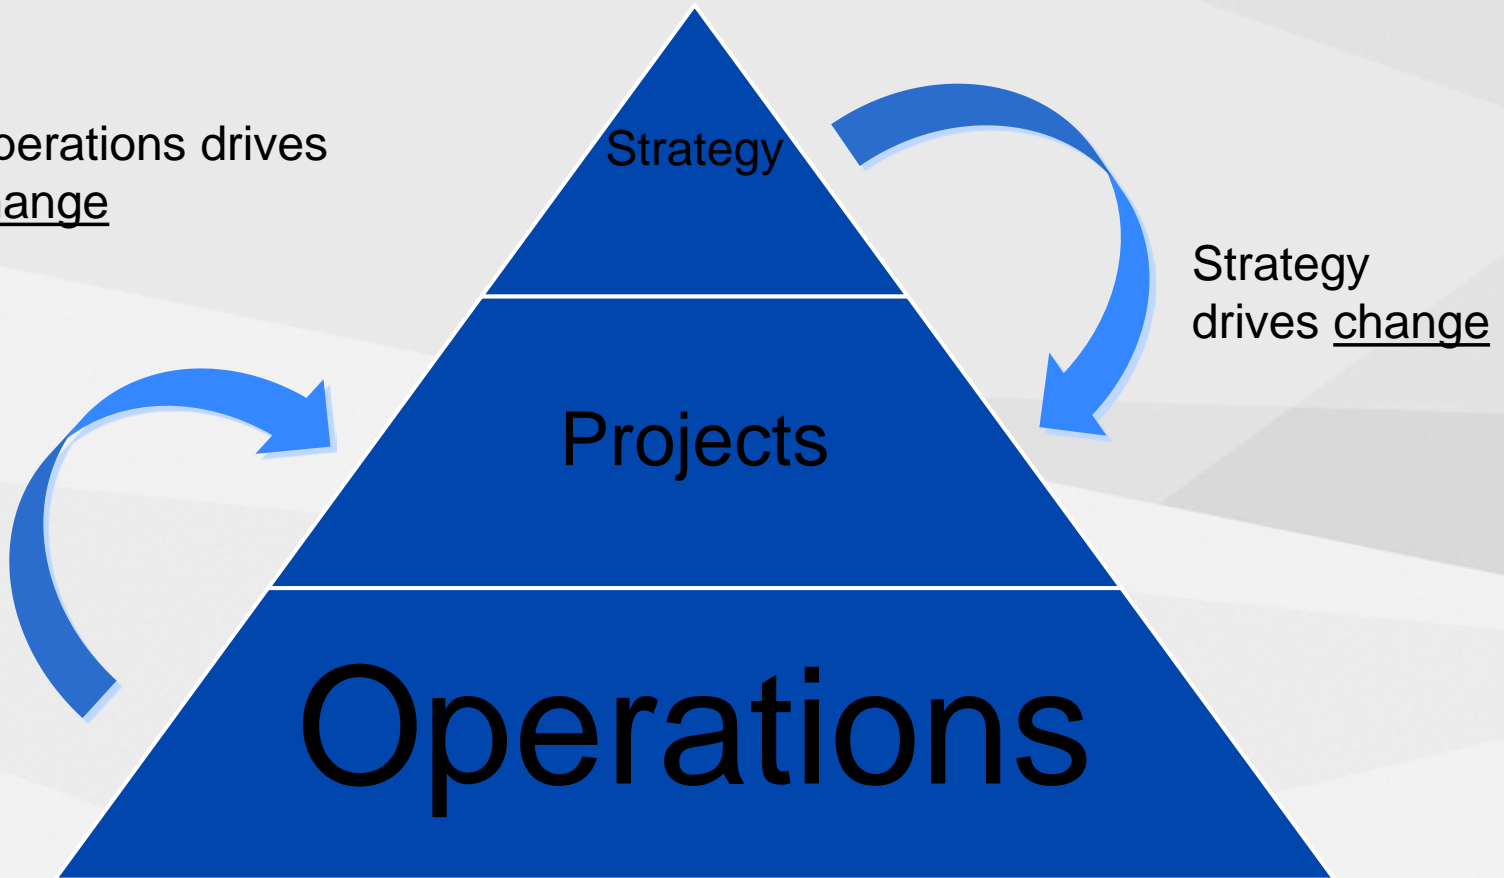 perations drives
ange
Strategy
Strategy
drives change
Projects
Operations